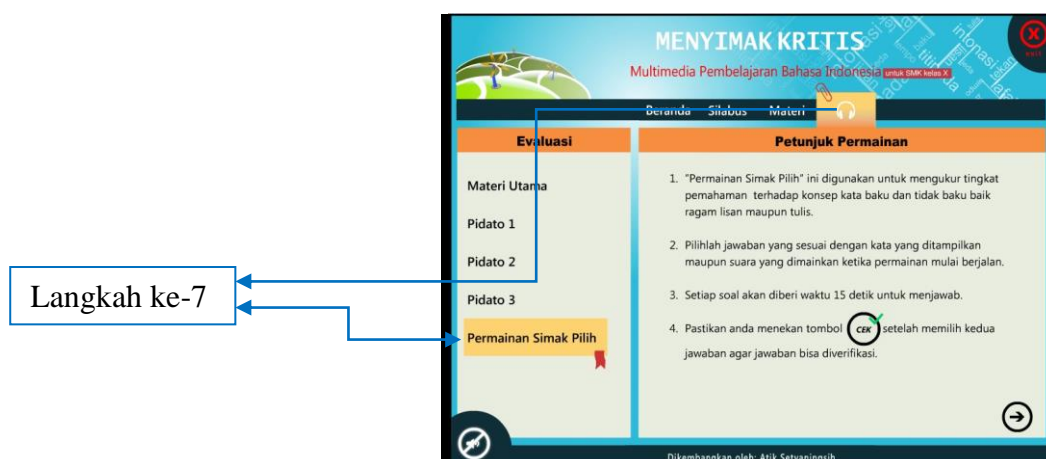 MENYIMAK KRITIS
Multimedia Pembelajaran Bahasa Indonesia untuk SMK kelas X
EXIT
Beranda Silabus Materi
Evaluasi
Materi Utama
Pidato 1
Pidato 2
Pidato 3
Permainan Simak Pilih
Petunjuk Permainan
1. "Permainan Simak Pilih" ini digunakan untuk mengukur tingkat
pemahaman terhadap konsep kata baku dan tidak baku baik
ragam lisan maupun tulis.
2. Pilihlah jawaban yang sesuai dengan kata yang ditampilkan
maupun suara yang dimainkan ketika permainan mulai berjalan.
3. Setiap soal akan diberi waktu 15 detik untuk menjawab.
4. Pastikan anda menekan tombol CEK setelah memilih kedua
jawaban agar jawaban bisa diverifikasi.
Langkah ke-7
Dikembangkan oleh: Atik Setyaningsih